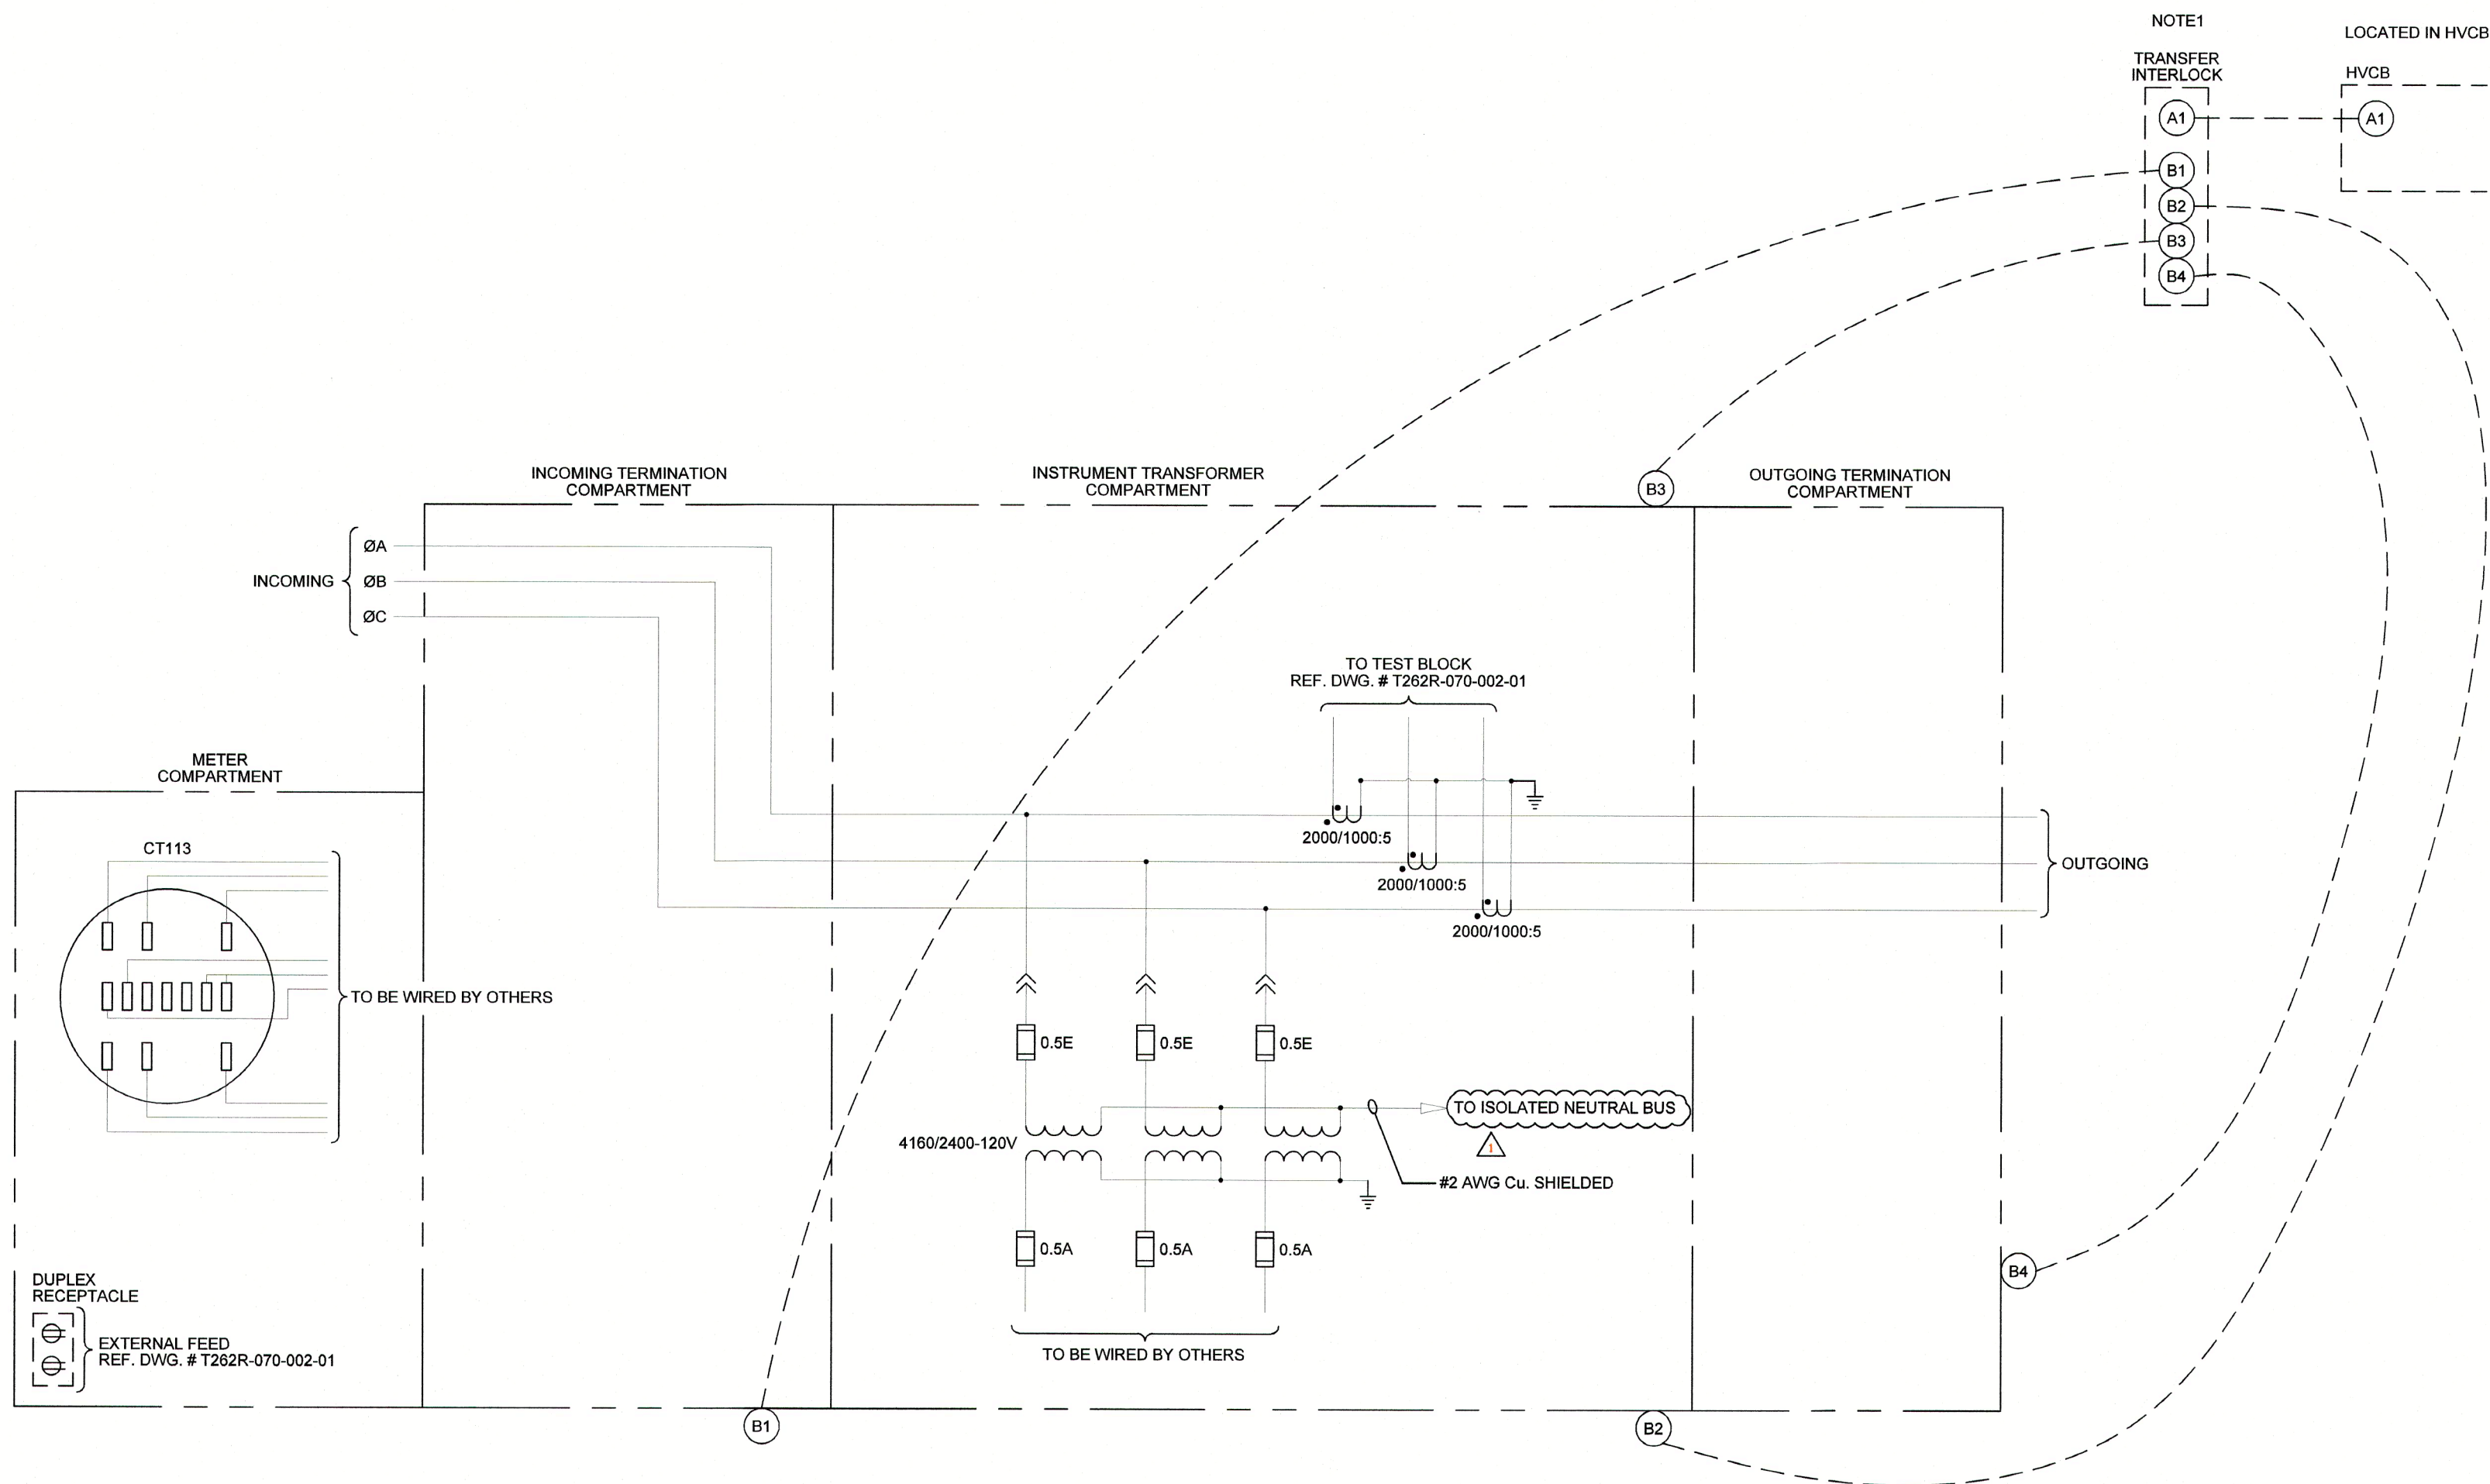 NOTE1
LOCATED IN HVCB
TRANSFER
INTERLOCK
HVCB
A1
A1
B1
B2
B3
B4
INCOMING TERMINATION
COMPARTMENT
INSTRUMENT TRANSFORMER
COMPARTMENT
B3
OUTGOING TERMINATION
COMPARTMENT
INCOMING
ØA
ØB
ØC
TO TEST BLOCK
REF. DWG. # T262R-070-002-01
METER
COMPARTMENT
2000/1000:5
2000/1000:5
2000/1000:5
OUTGOING
CT113
TO BE WIRED BY OTHERS
0.5E
0.5E
0.5E
TO ISOLATED NEUTRAL BUS
1
4160/2400-120V
#2 AWG Cu. SHIELDED
0.5A
0.5A
0.5A
B4
DUPLEX
RECEPTACLE
EXTERNAL FEED
REF. DWG. # T262R-070-002-01
TO BE WIRED BY OTHERS
B1
B2